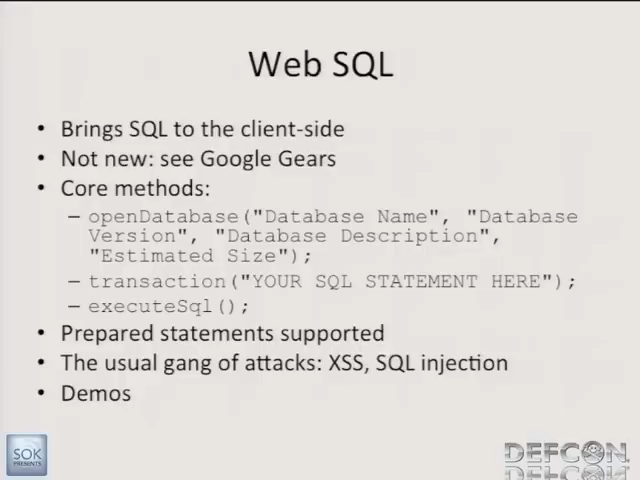 Web SQL
• Brings SQL to the client-side
• Not new: see Google Gears
• Core methods:
– openDatabase("Database Name", "Database
Version", "Database Description",
"Estimated Size");
– transaction("YOUR SQL STATEMENT HERE");
– executeSql();
• Prepared statements supported
• The usual gang of attacks: XSS, SQL injection
• Demos
SOK
PRESENTS
DEFCON.